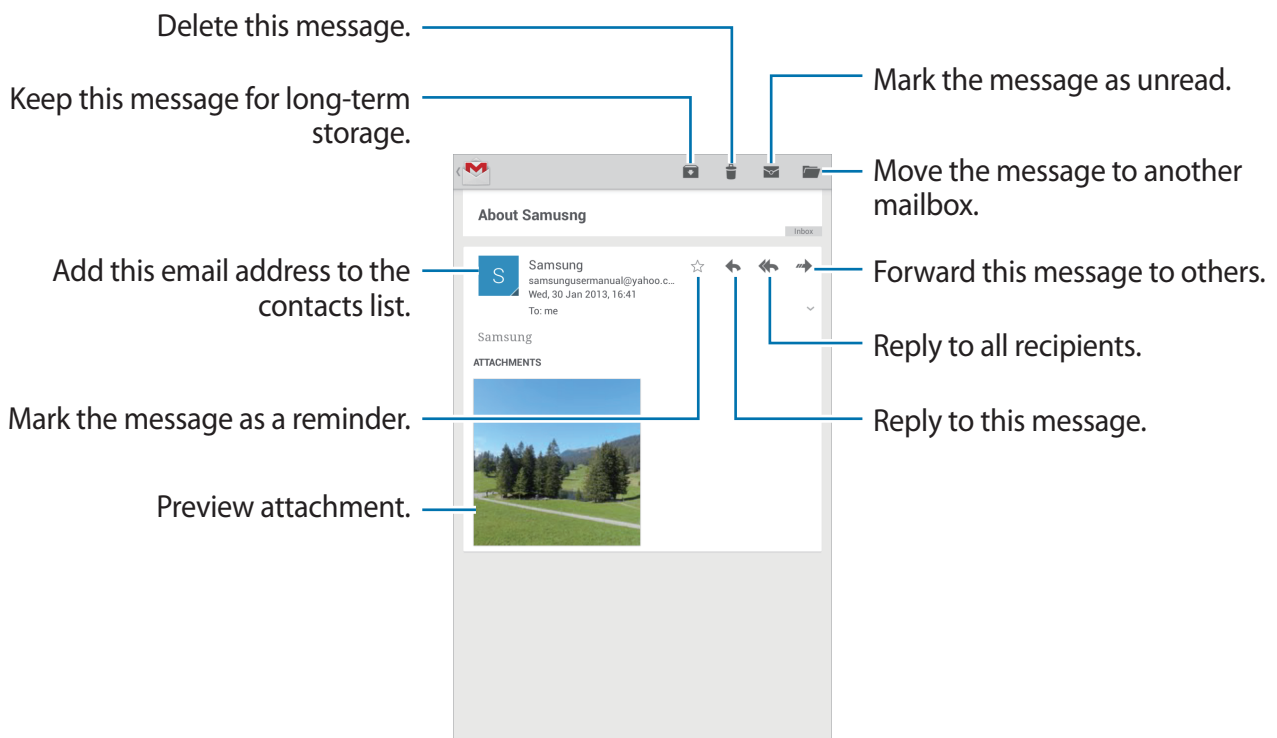 Delete this message.
Keep this message for long-term
storage.
Mark the message as unread.
Move the message to another
mailbox.
About Samusng
Inbox
Add this email address to the
contacts list.
S
Samsung
samsungusermanual@yahoo.c...
Wed, 30 Jan 2013, 16:41
To: me
Forward this message to others.
Samsung
Reply to all recipients.
ATTACHMENTS
Mark the message as a reminder.
Reply to this message.
Preview attachment.